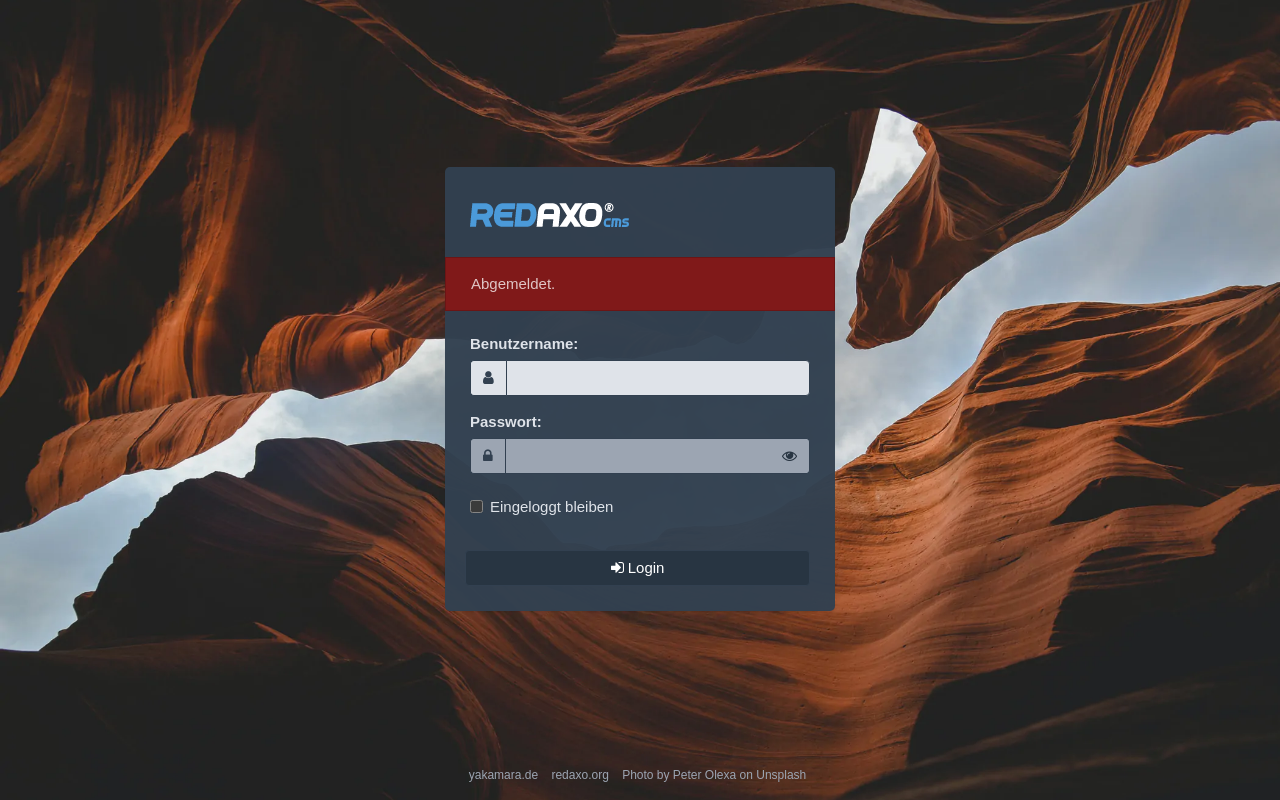 REDAXO® cms
Abgemeldet.
Benutzername:
Passwort:
Eingeloggt bleiben
Login
yakamara.de redaxo.org Photo by Peter Olexa on Unsplash